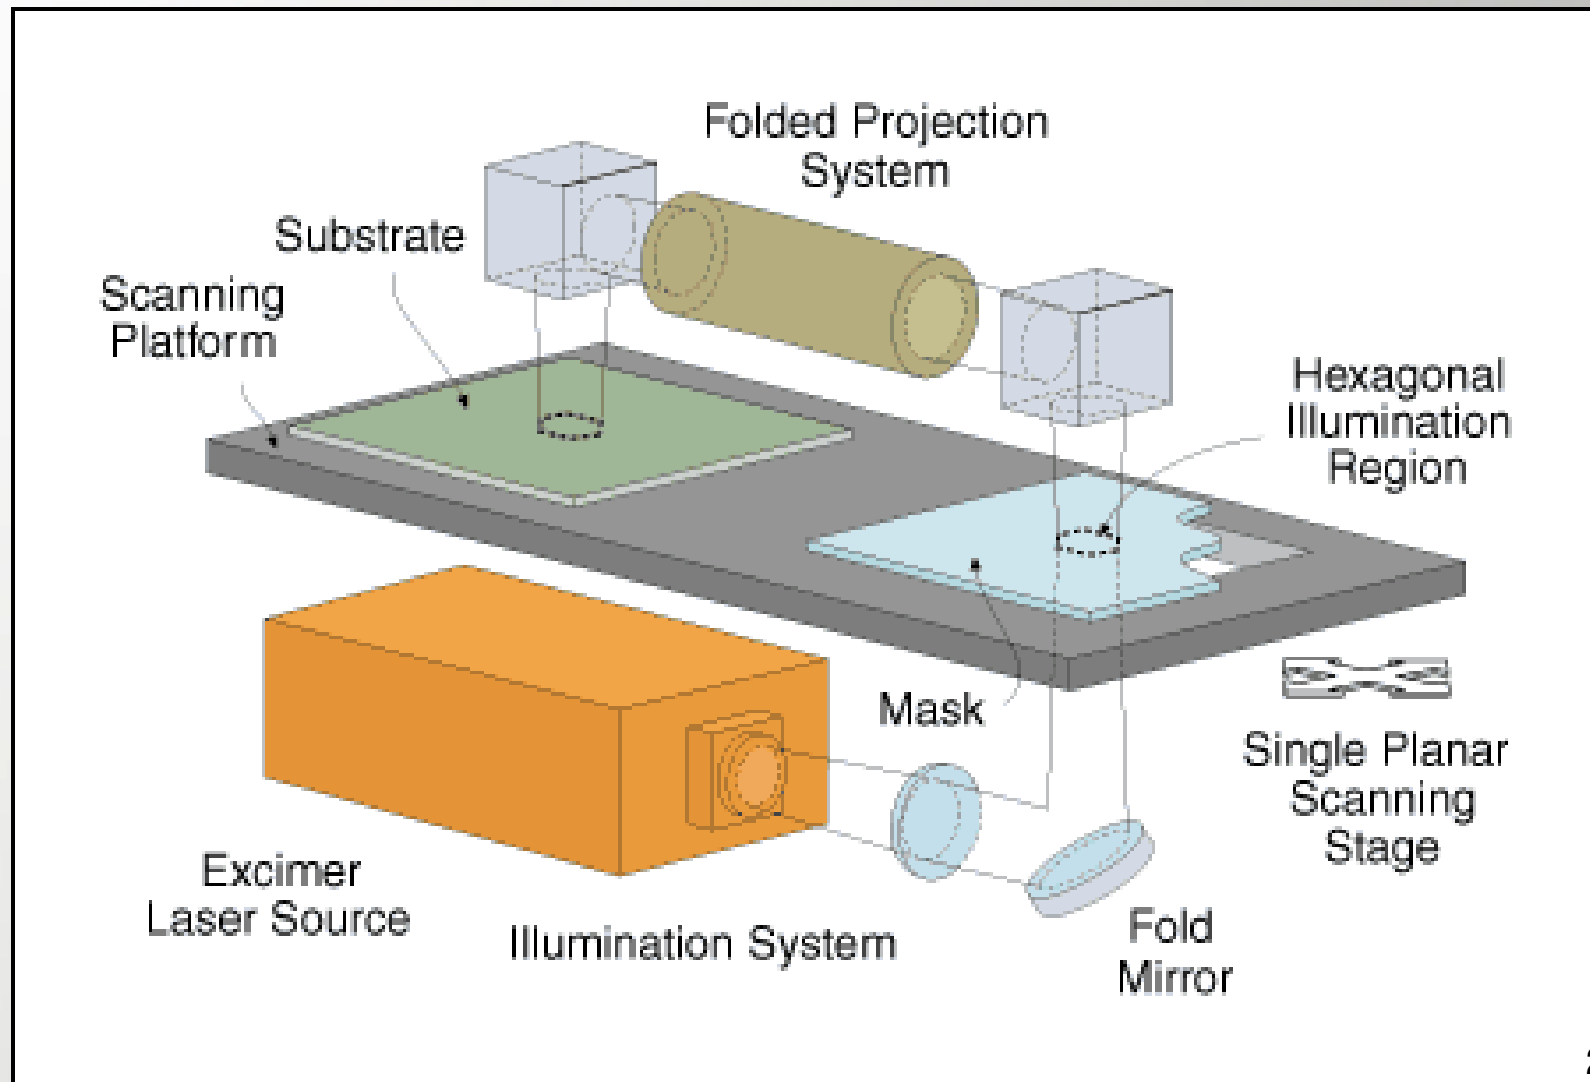 Folded Projection
System
Substrate
Scanning
Platform
Hexagonal
Illumination
Region
Mask
Single Planar
Scanning
Stage
Excimer
Laser Source
Illumination System
Fold
Mirror